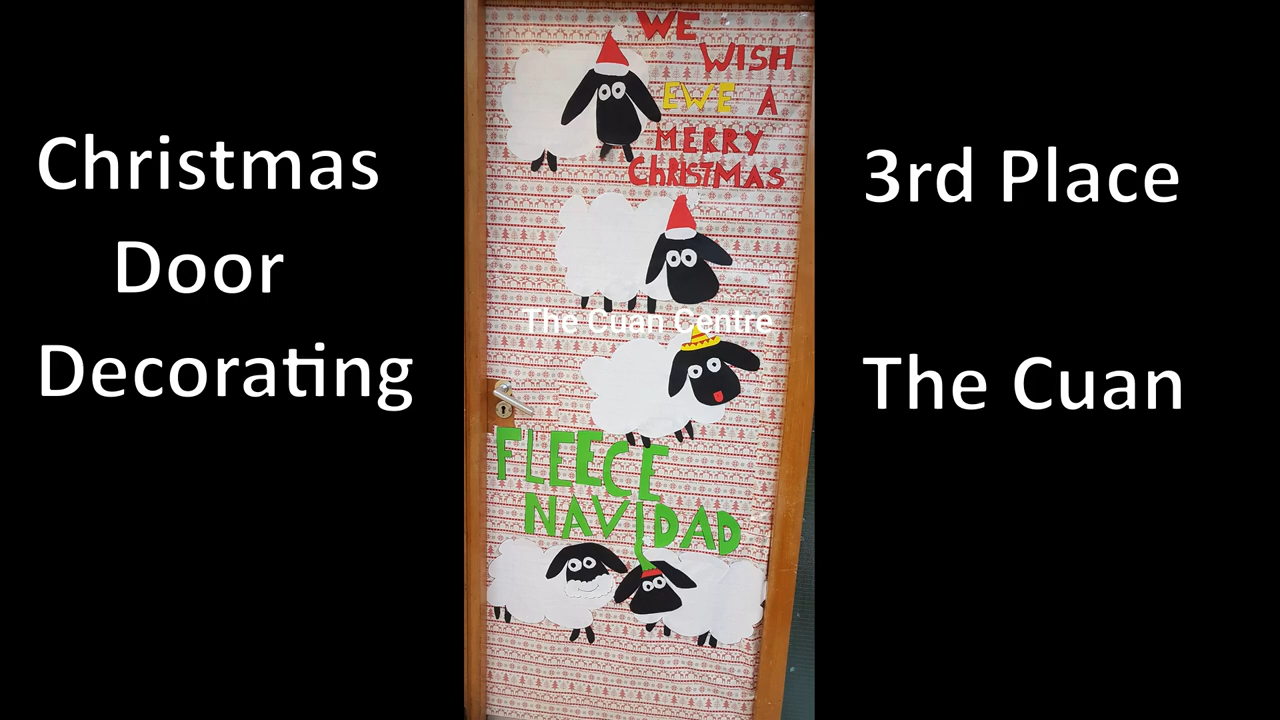 Christmas
Door
Decorating
WE
WISH
EWE A
MERRY
CHRISTMAS
The Cuan Centre
FLEECE
NAVIDAD
3rd Place
The Cuan